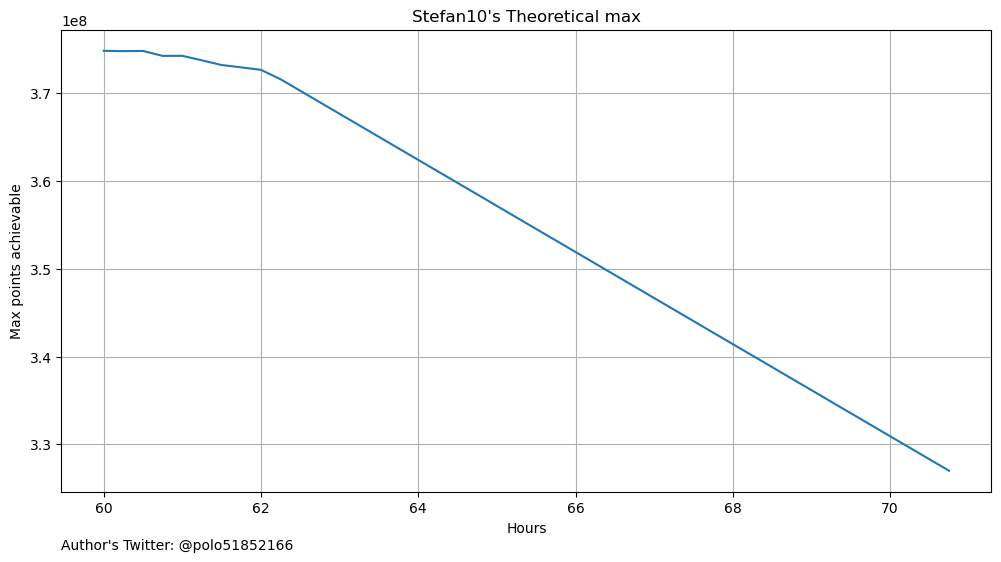 Stefan10's Theoretical max
1e8
3.7
3.6
3.5
3.4
3.3
Max points achievable
60 62 64 66 68 70
Hours
Author's Twitter: @polo51852166